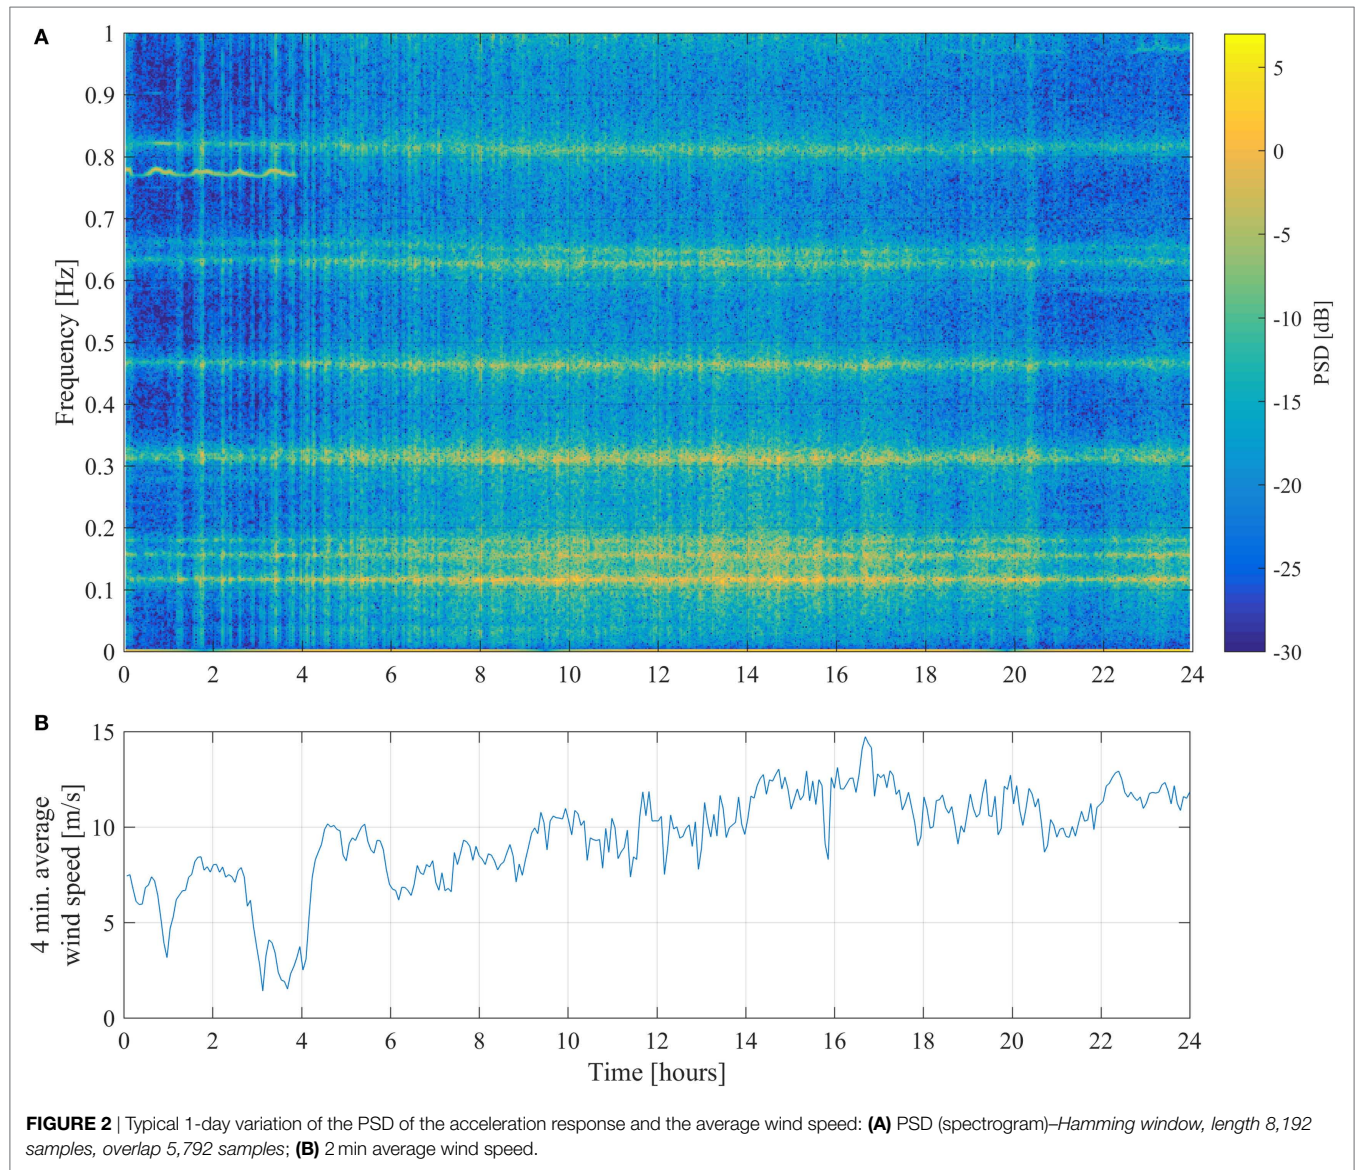 A
1
0.9
0.8
0.7
0.6
0.5
0.4
0.3
0.2
0.1
0
Frequency [Hz]
0 2 4 6 8 10 12 14 16 18 20 22 24
5
0
-5
-10
-15
-20
-25
-30
PSD [dB]
B
15
10
5
0
4 min. average
wind speed [m/s]
0 2 4 6 8 10 12 14 16 18 20 22 24
Time [hours]
FIGURE 2 | Typical 1-day variation of the PSD of the acceleration response and the average wind speed: (A) PSD (spectrogram)–Hamming window, length 8,192
samples, overlap 5,792 samples; (B) 2 min average wind speed.